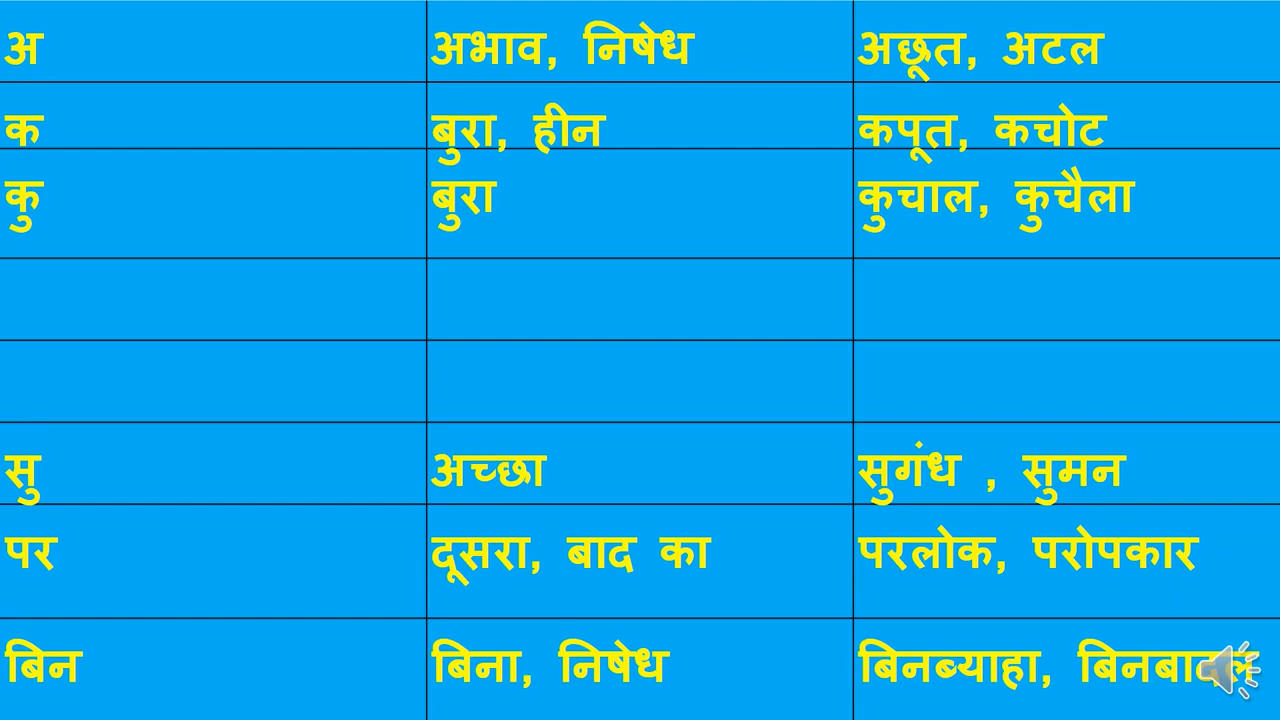 अ अभाव, निषेध अछूत, अटल
क बुरा, हीन कपूत, कचोट
कु बुरा कुचाल, कुचैला
सु अच्छा सुगंध , सुमन
पर दूसरा, बाद का परलोक, परोपकार
बिन बिना, निषेध बिनब्याहा,